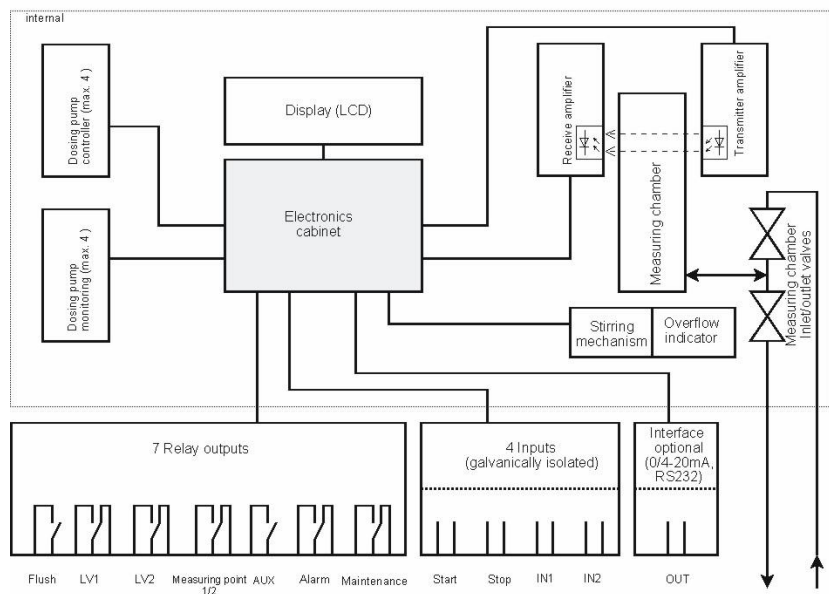 internal
Dosing pump
controller (max. 4 )
Display (LCD)
Receive amplifier
Transmitter amplifier
Measuring chamber
Electronics
cabinet
Dosing pump
monitoring (max. 4 )
Measuring chamber
Inlet/outlet valves
Stirring
mechanism
Overflow
indicator
7 Relay outputs
4 Inputs
(galvanically isolated)
Interface
optional
(0/4-20mA,
RS232)
Flush
LV1
LV2
Measuring point
1/2
AUX
Alarm
Maintenance
Start
Stop
IN1
IN2
OUT